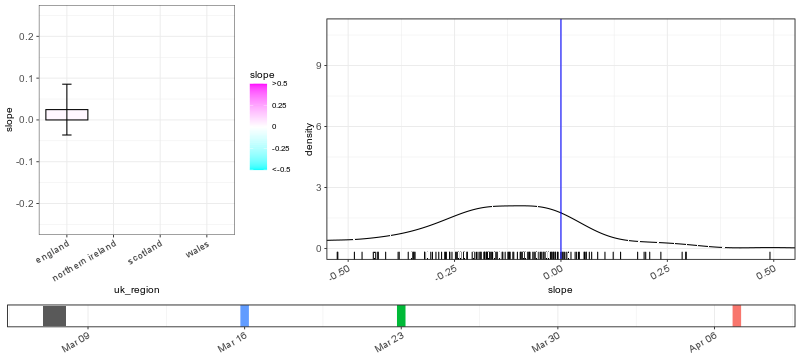 0.2
0.1
0.0
-0.1
-0.2
slope
england
northern ireland
scotland
wales
uk_region
slope
>0.5
0.25
0
-0.25
<-0.5
9
6
3
0
density
-0.50
-0.25
0.00
0.25
0.50
slope
Mar 09
Mar 16
Mar 23
Mar 30
Apr 06